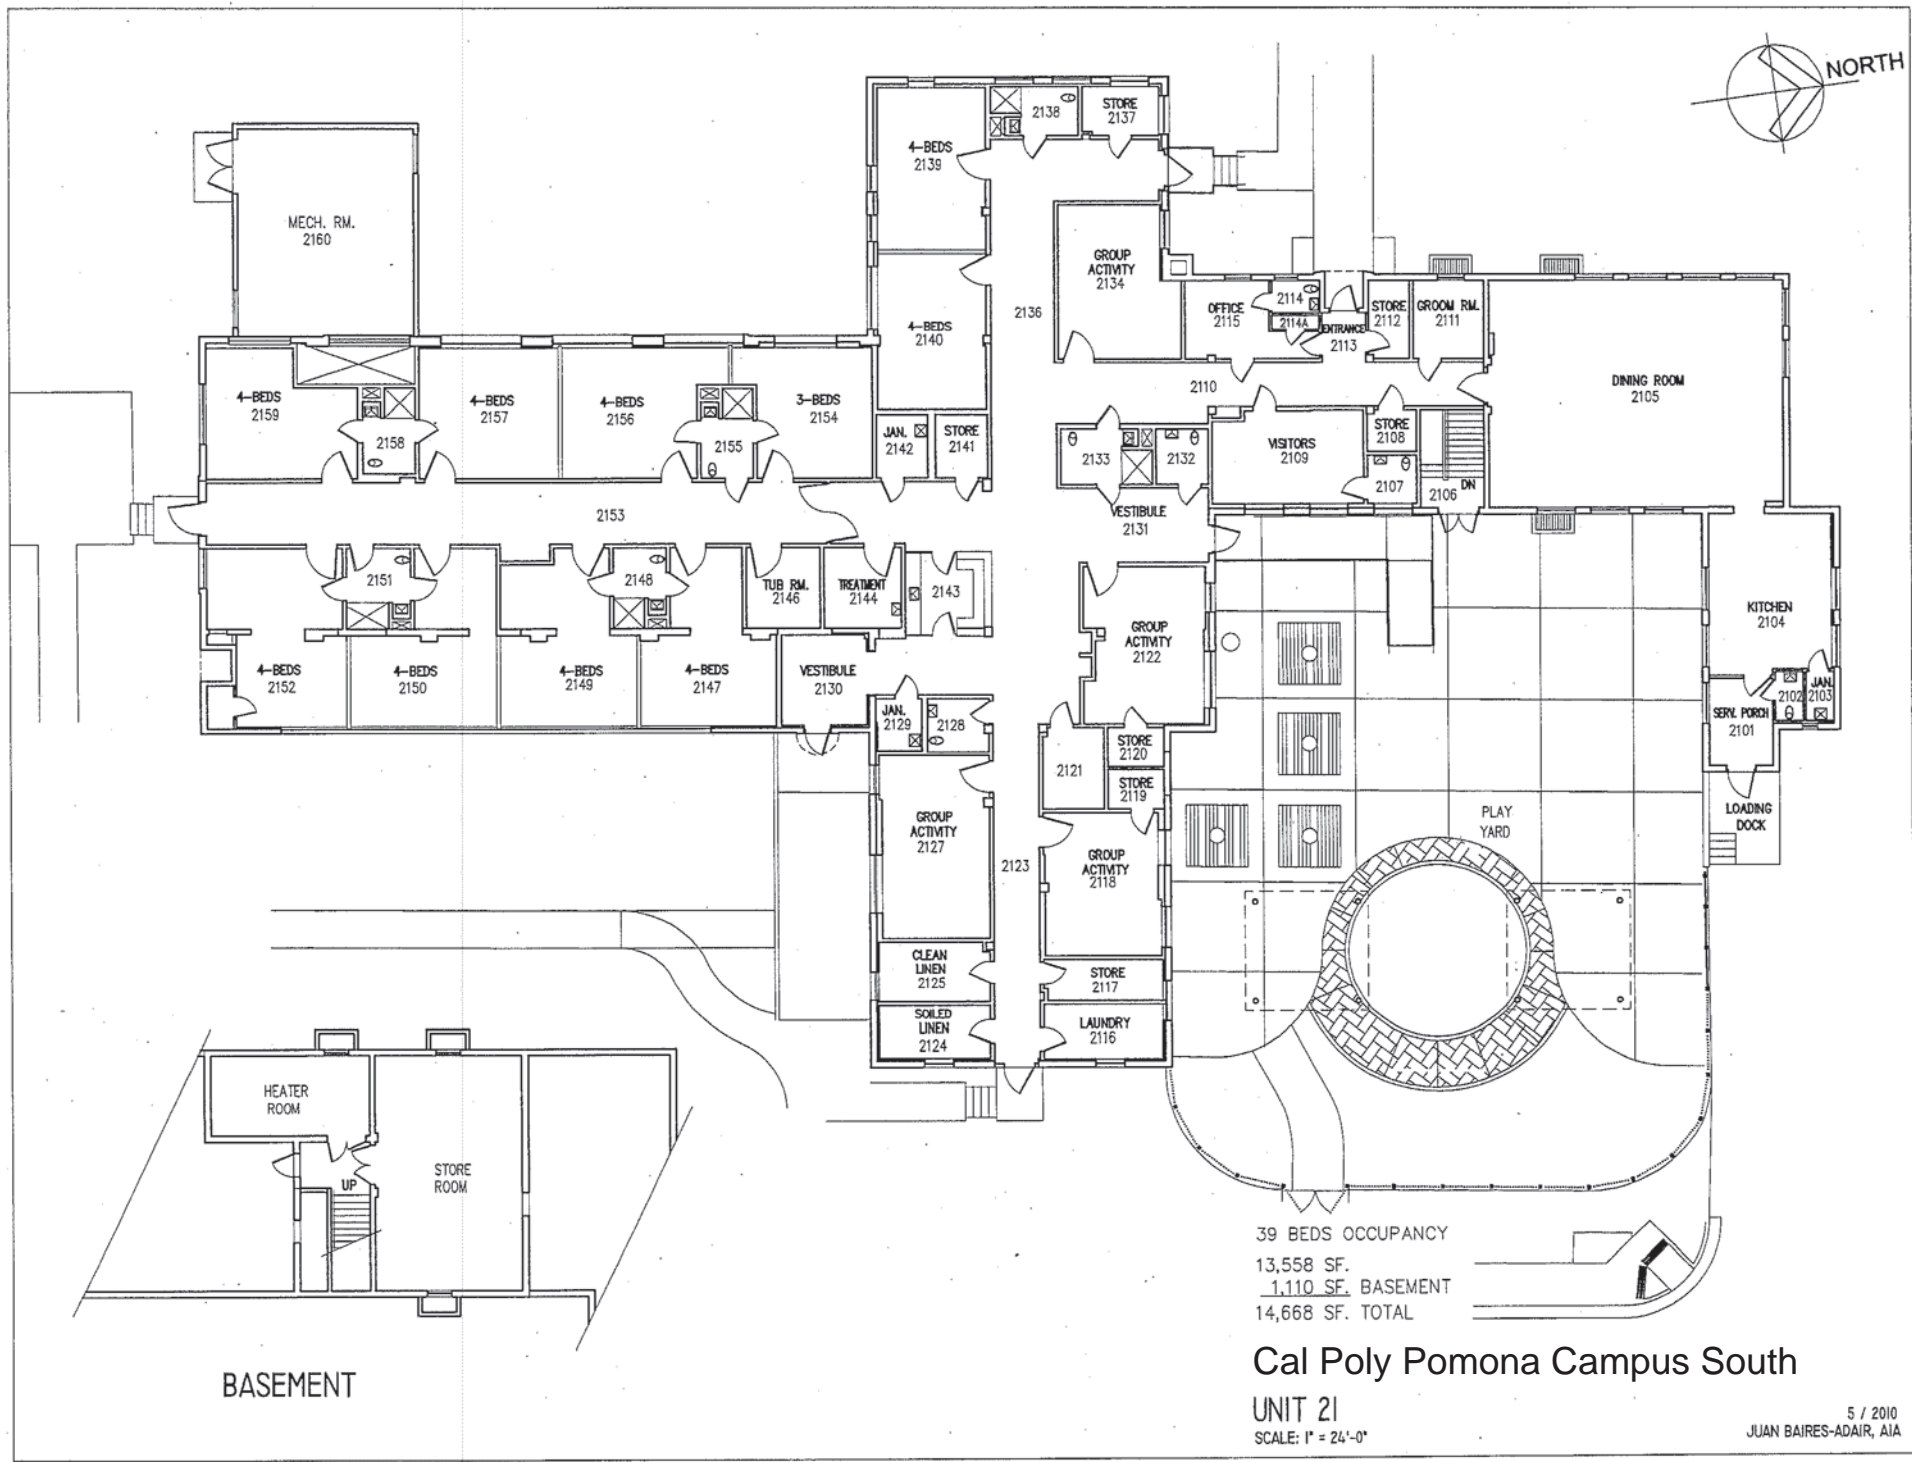 NORTH
STORE
2137
2138
4-BEDS
2139
MECH. RM.
2160
GROUP
ACTIVITY
2134
2136
4-BEDS
2140
OFFICE
2115
2114
2114A
ENTRANCE
2113
STORE
2112
GROOM RM.
2111
DINING ROOM
2105
2110
4-BEDS
2159
2158
4-BEDS
2157
4-BEDS
2156
2155
3-BEDS
2154
JAN.
2142
STORE
2141
2133
2132
VISITORS
2109
STORE
2108
2107
2106
DN
2153
VESTIBULE
2131
2151
2148
TUB RM.
2146
TREATMENT
2144
2143
GROUP
ACTIVITY
2122
KITCHEN
2104
4-BEDS
2152
4-BEDS
2150
4-BEDS
2149
4-BEDS
2147
VESTIBULE
2130
JAN.
2129
2128
2102
JAN.
2103
SERV. PORCH
2101
STORE
2120
2121
STORE
2119
LOADING
DOCK
PLAY
YARD
GROUP
ACTIVITY
2127
2123
GROUP
ACTIVITY
2118
CLEAN
LINEN
2125
STORE
2117
SOILED
LINEN
2124
LAUNDRY
2116
HEATER
ROOM
STORE
ROOM
UP
BASEMENT
39 BEDS OCCUPANCY
13,558 SF.
1,110 SF. BASEMENT
14,668 SF. TOTAL
Cal Poly Pomona Campus South
UNIT 21
SCALE: 1" = 24'-0"
5 / 2010
JUAN BAIRES-ADAIR, AIA